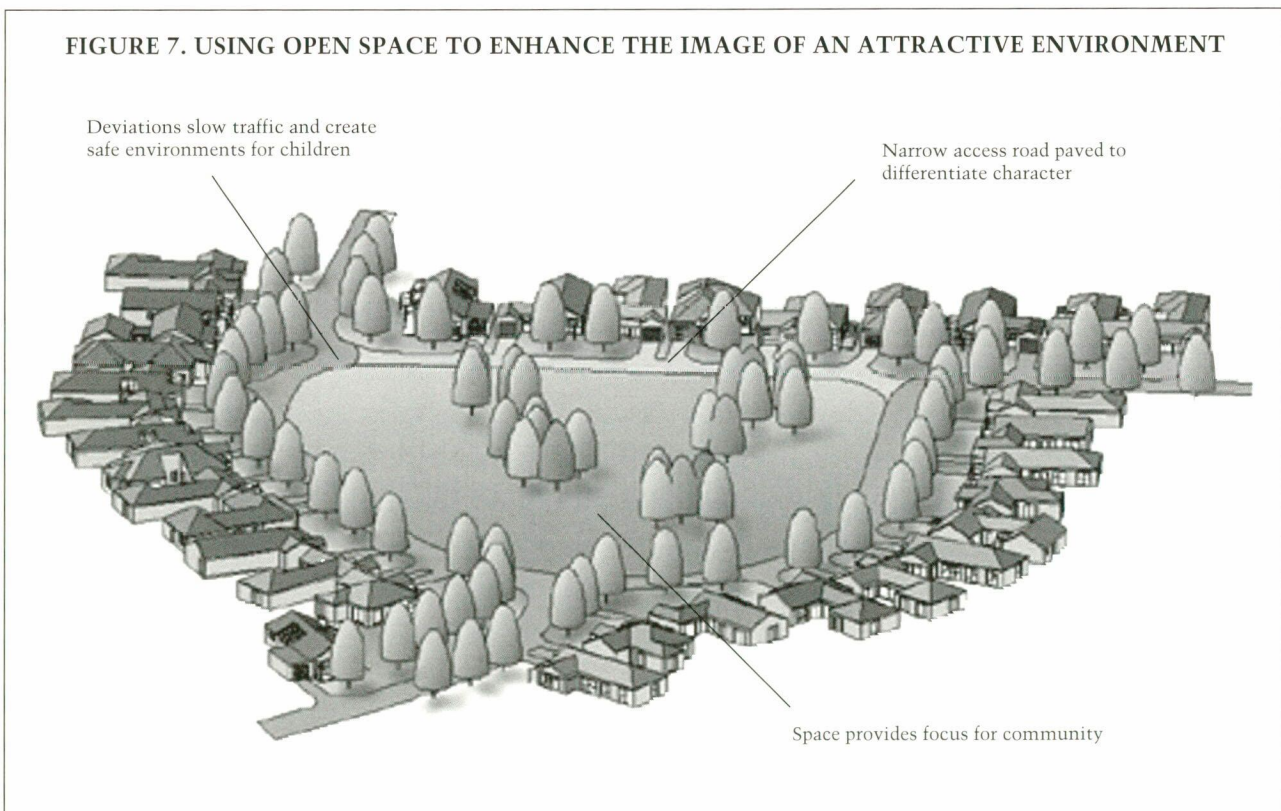 FIGURE 7. USING OPEN SPACE TO ENHANCE THE IMAGE OF AN ATTRACTIVE ENVIRONMENT
Deviations slow traffic and create
safe environments for children
Narrow access road paved to
differentiate character
Space provides focus for community